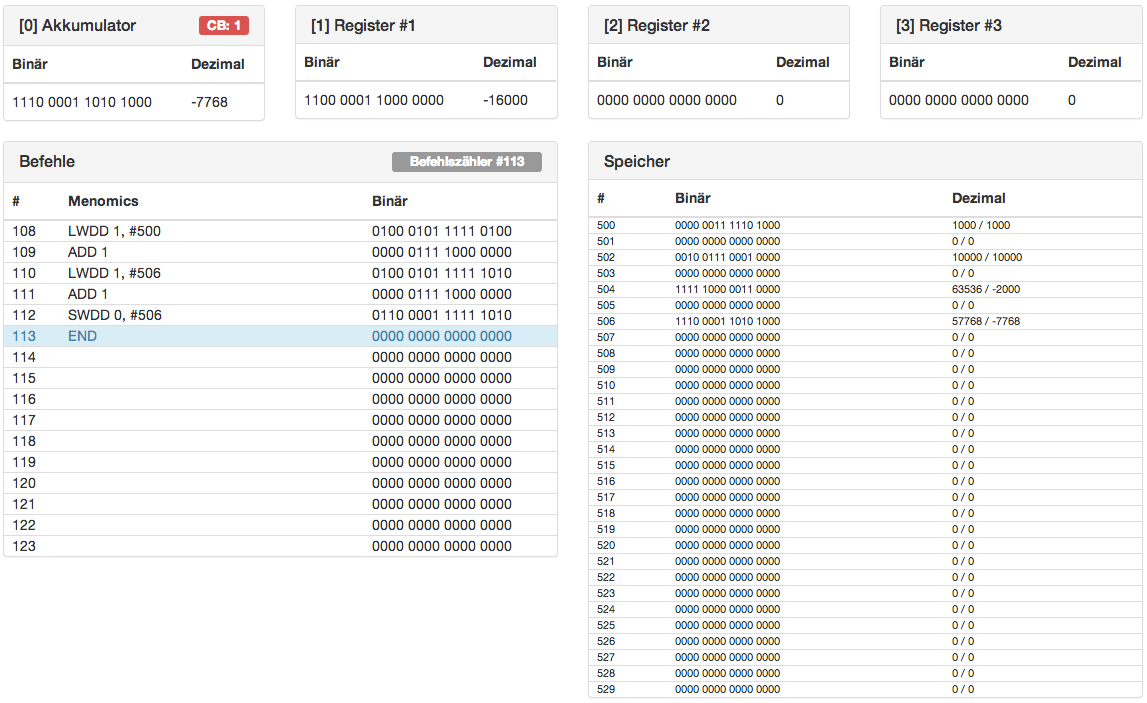 [0] Akkumulator CB: 1
Binär Dezimal
1110 0001 1010 1000 -7768
[1] Register #1
Binär Dezimal
1100 0001 1000 0000 -16000
[2] Register #2
Binär Dezimal
0000 0000 0000 0000 0
[3] Register #3
Binär Dezimal
0000 0000 0000 0000 0
Befehle Befehlszähler #113
# Menomics Binär
108 LWDD 1, #500 0100 0101 1111 0100
109 ADD 1 0000 0111 1000 0000
110 LWDD 1, #506 0100 0101 1111 1010
111 ADD 1 0000 0111 1000 0000
112 SWDD 0, #506 0110 0001 1111 1010
113 END 0000 0000 0000 0000
114 0000 0000 0000 0000
115 0000 0000 0000 0000
116 0000 0000 0000 0000
117 0000 0000 0000 0000
118 0000 0000 0000 0000
119 0000 0000 0000 0000
120 0000 0000 0000 0000
121 0000 0000 0000 0000
122 0000 0000 0000 0000
123 0000 0000 0000 0000
Speicher
# Binär Dezimal
500 0000 0011 1110 1000 1000 / 1000
501 0000 0000 0000 0000 0 / 0
502 0010 0111 0001 0000 10000 / 10000
503 0000 0000 0000 0000 0 / 0
504 1111 1000 0011 0000 63536 / -2000
505 0000 0000 0000 0000 0 / 0
506 1110 0001 1010 1000 57768 / -7768
507 0000 0000 0000 0000 0 / 0
508 0000 0000 0000 0000 0 / 0
509 0000 0000 0000 0000 0 / 0
510 0000 0000 0000 0000 0 / 0
511 0000 0000 0000 0000 0 / 0
512 0000 0000 0000 0000 0 / 0
513 0000 0000 0000 0000 0 / 0
514 0000 0000 0000 0000 0 / 0
515 0000 0000 0000 0000 0 / 0
516 0000 0000 0000 0000 0 / 0
517 0000 0000 0000 0000 0 / 0
518 0000 0000 0000 0000 0 / 0
519 0000 0000 0000 0000 0 / 0
520 0000 0000 0000 0000 0 / 0
521 0000 0000 0000 0000 0 / 0
522 0000 0000 0000 0000 0 / 0
523 0000 0000 0000 0000 0 / 0
524 0000 0000 0000 0000 0 / 0
525 0000 0000 0000 0000 0 / 0
526 0000 0000 0000 0000 0 / 0
527 0000 0000 0000 0000 0 / 0
528 0000 0000 0000 0000 0 / 0
529 0000 0000 0000 0000 0 / 0